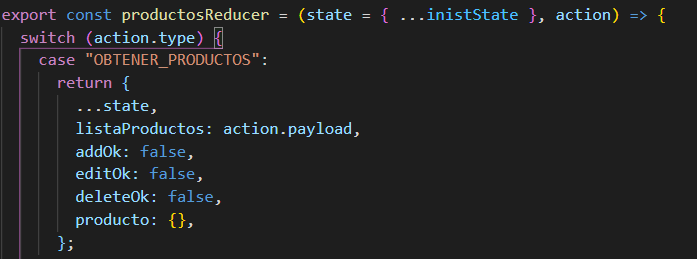 export const productosReducer = (state = { ...inistState }, action) => {
switch (action.type) {
case "OBTENER_PRODUCTOS":
return {
...state,
listaProductos: action.payload,
addOk: false,
editOk: false,
deleteOk: false,
producto: {},
};